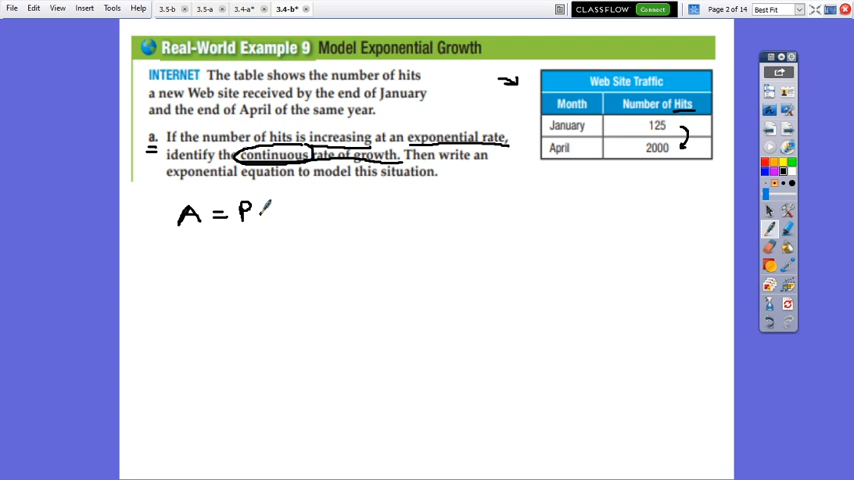 File Edit View Insert Tools Help 3.5-b 3.5-a 3.4-a* 3.4-b* CLASSFLOW Connect Page 2 of 14 Best Fit
Real-World Example 9 Model Exponential Growth
INTERNET The table shows the number of hits
a new Web site received by the end of January
and the end of April of the same year.
a. If the number of hits is increasing at an exponential rate,
identify the continuous rate of growth. Then write an
exponential equation to model this situation.
Web Site Traffic
Month Number of Hits
January 125
April 2000
A = P